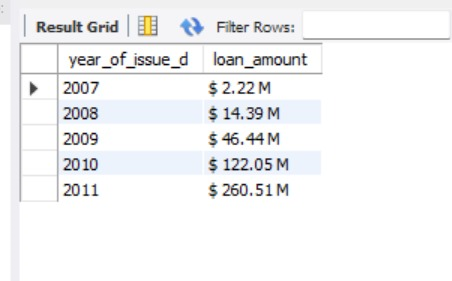 Result Grid Filter Rows:
year_of_issue_d loan_amount
2007 $ 2.22 M
2008 $ 14.39 M
2009 $ 46.44 M
2010 $ 122.05 M
2011 $ 260.51 M